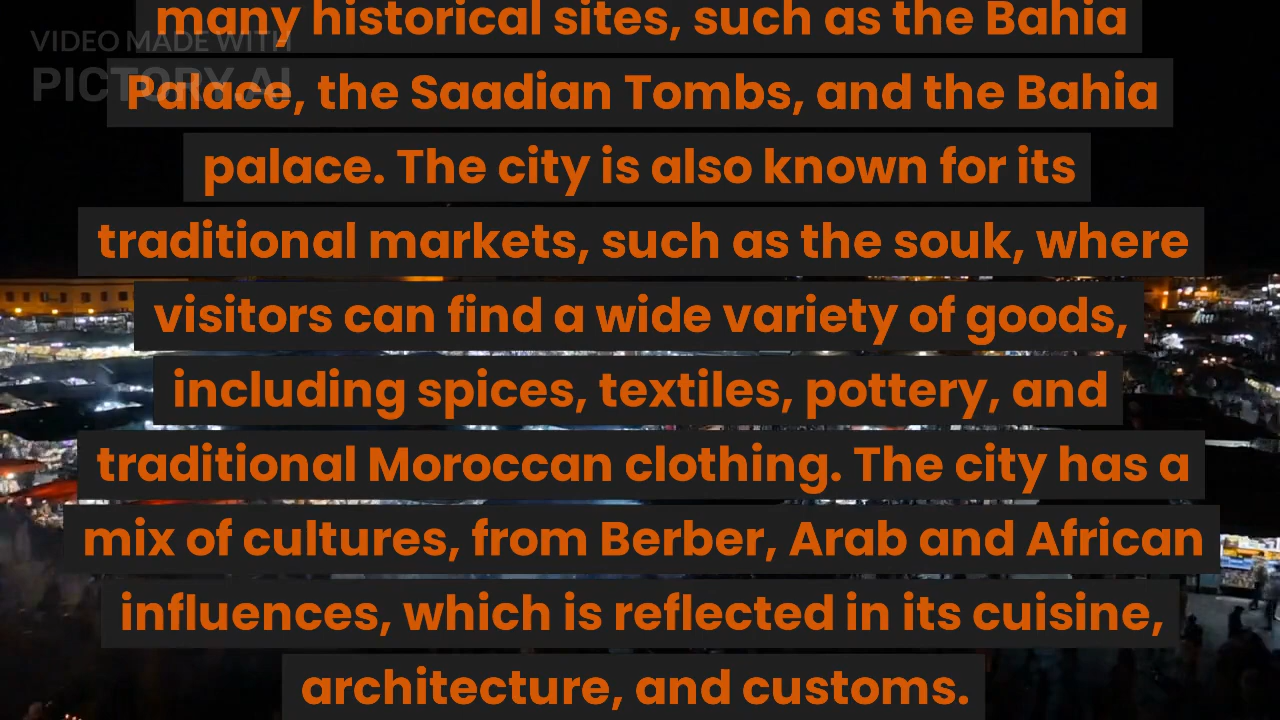 VIDEO MADE WITH
PICTORY.AI
many historical sites, such as the Bahia
Palace, the Saadian Tombs, and the Bahia
palace. The city is also known for its
traditional markets, such as the souk, where
visitors can find a wide variety of goods,
including spices, textiles, pottery, and
traditional Moroccan clothing. The city has a
mix of cultures, from Berber, Arab and African
influences, which is reflected in its cuisine,
architecture, and customs.